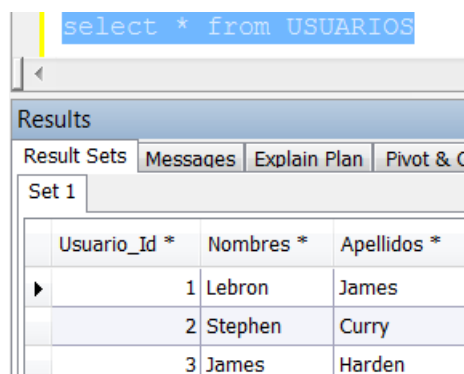 select * from USUARIOS
Results
Result Sets Messages Explain Plan Pivot &
Set 1
Usuario_Id * Nombres * Apellidos *
1 Lebron James
2 Stephen Curry
3 James Harden